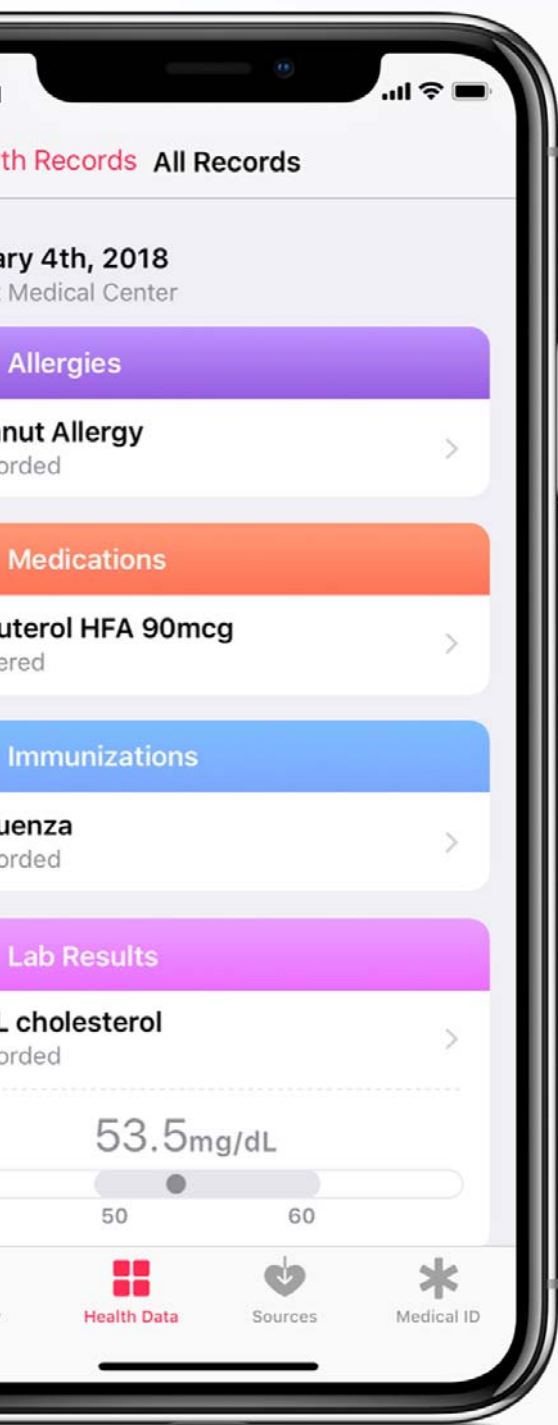 th Records All Records
ary 4th, 2018
Medical Center
Allergies
nut Allergy
orded
Medications
uterol HFA 90mcg
ered
Immunizations
uenza
orded
Lab Results
L cholesterol
orded
53.5mg/dL
50 60
Health Data Sources Medical ID